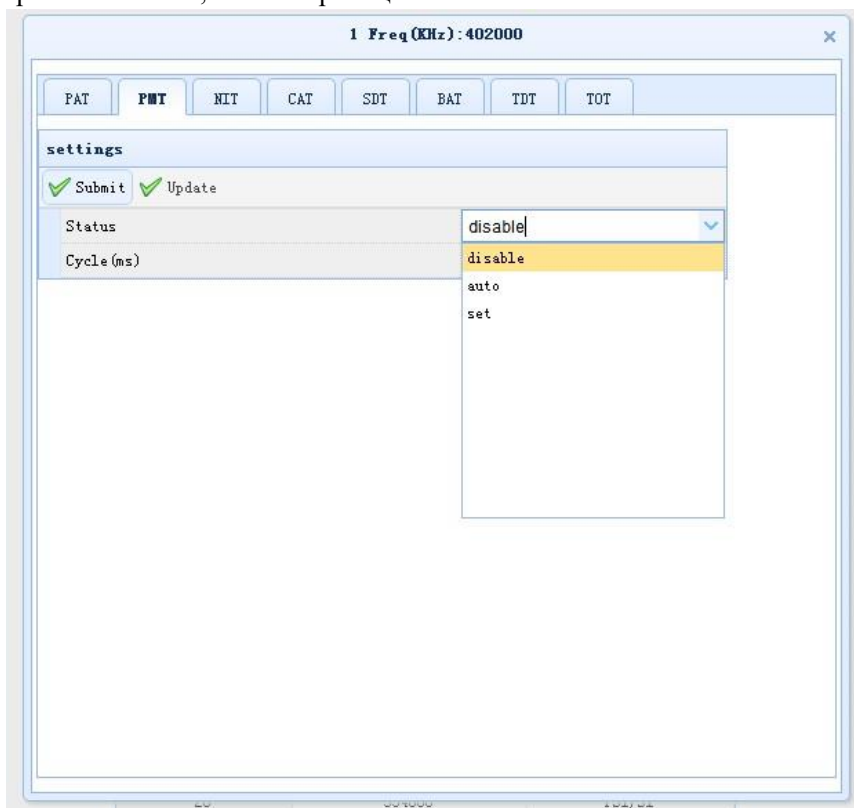 1 Freq(KHz):402000
PAT PMT NIT CAT SDT BAT TDT TOT
settings
Submit Update
Status disable
Cycle(ms) disable
auto
set